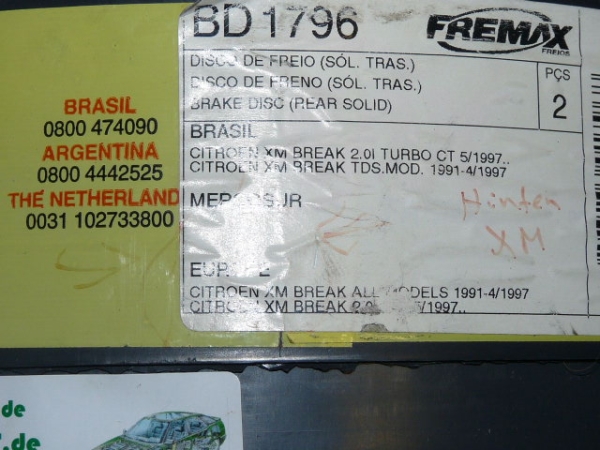 BD1796
FREMAX
FREIOS
DISCO DE FREIO (SÓL. TRAS.)
DISCO DE FRENO (SÓL. TRAS.)
BRAKE DISC (REAR SOLID)
PÇS
2
BRASIL
CITROEN XM BREAK 2.0I TURBO CT 5/1997..
CITROEN XM BREAK TDS.MOD. 1991-4/1997
Hinten
XM
CITROEN XM BREAK ALL MODELS 1991-4/1997
XM BREAK 5/1997..
BRASIL
0800 474090
ARGENTINA
0800 4442525
THE NETHERLAND
0031 102733800
de
.de